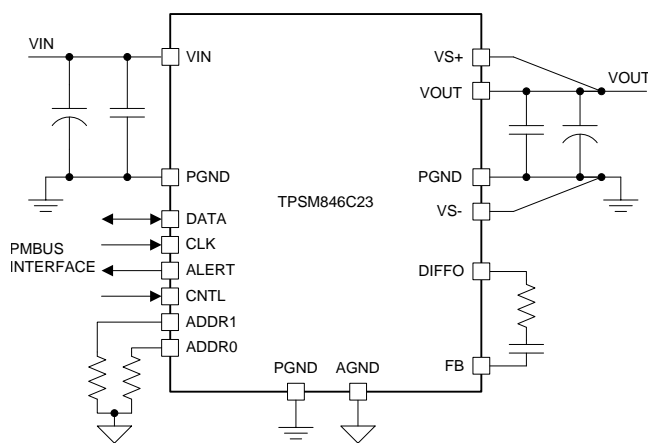 VIN
VIN
VS+
VOUT
VOUT
PGND
PGND
TPSM846C23
VS-
DATA
CLK
PMBUS
INTERFACE
ALERT
CNTL
DIFFO
ADDR1
ADDR0
PGND
AGND
FB